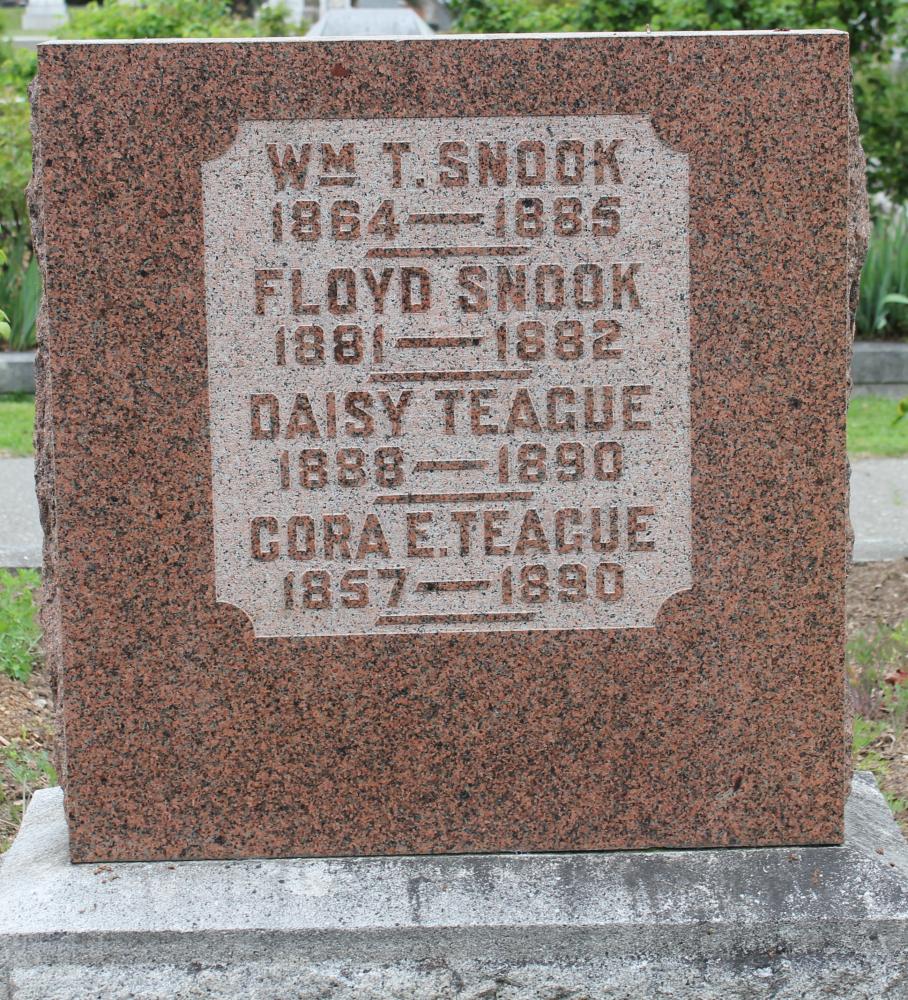 WM T. SNOOK
1864 — 1885
FLOYD SNOOK
1881 — 1882
DAISY TEAGUE
1888 — 1890
CORA E. TEAGUE
1857 — 1890